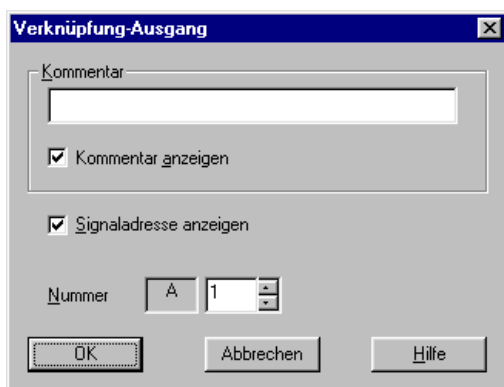 Verknüpfung-Ausgang
Kommentar
Kommentar anzeigen
Signaladresse anzeigen
Nummer A 1
OK Abbrechen Hilfe